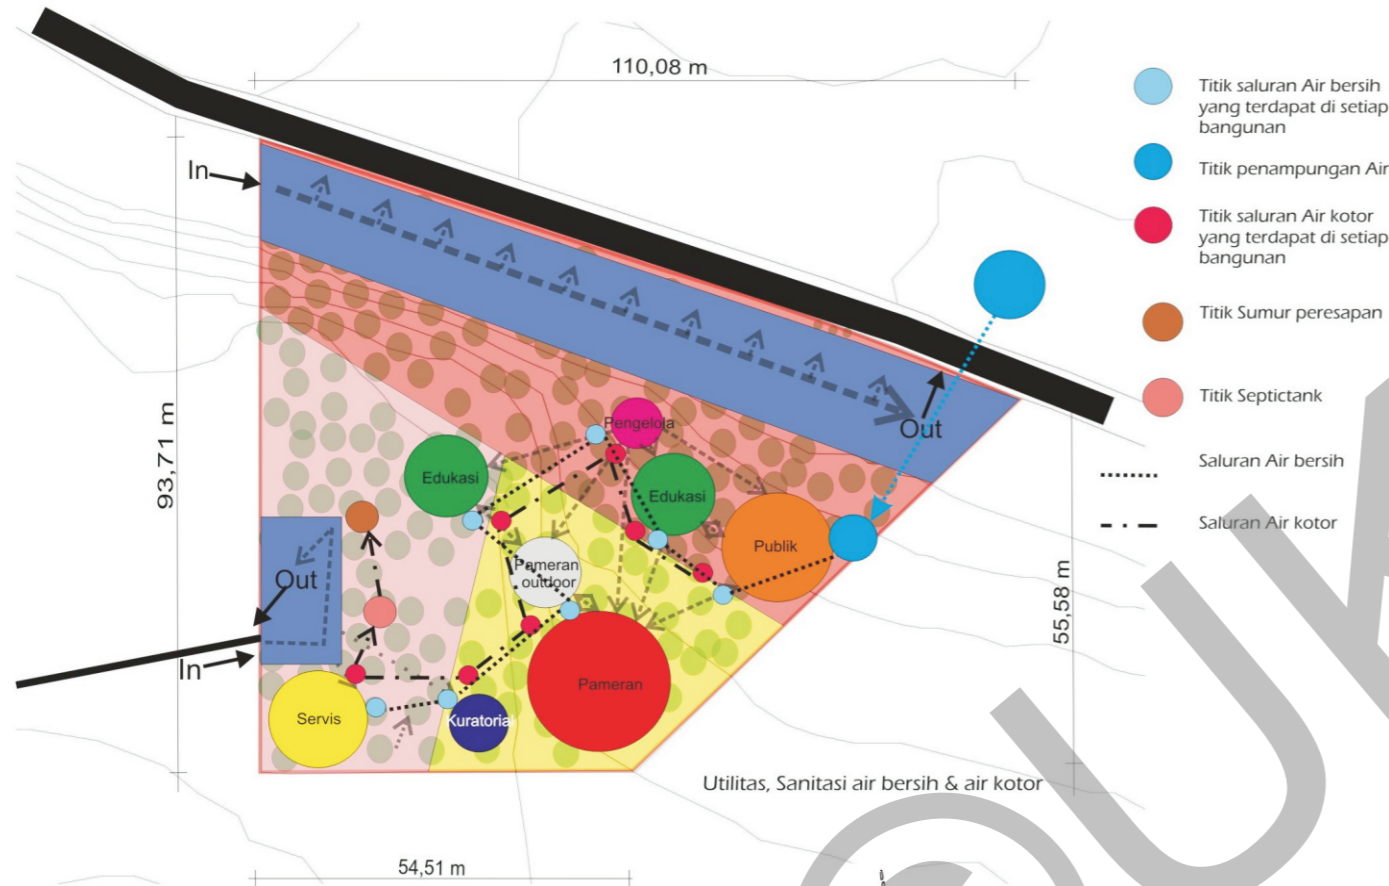 110,08 m
Titik saluran Air bersih
yang terdapat di setiap
bangunan
In
Titik penampungan Air
Titik saluran Air kotor
yang terdapat di setiap
bangunan
Titik Sumur peresapan
Titik Septictank
Pengelola
Out
93,71 m
Edukasi
Edukasi
Saluran Air bersih
Saluran Air kotor
Publik
Pameran
outdoor
Out
55,58 m
In
Pameran
Servis
Kuratorial
Utilitas, Sanitasi air bersih & air kotor
54,51 m